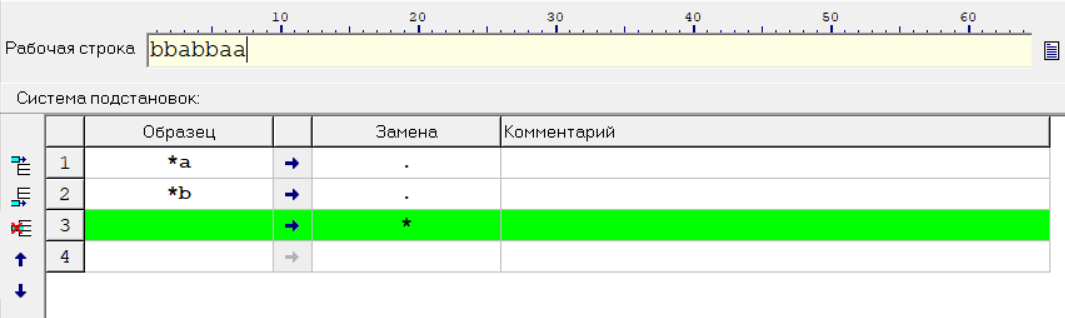 10 20 30 40 50 60
Рабочая строка bbabbaa
Система подстановок:
Образец Замена Комментарий
1 *a → .
2 *b → .
3 → *
4 →